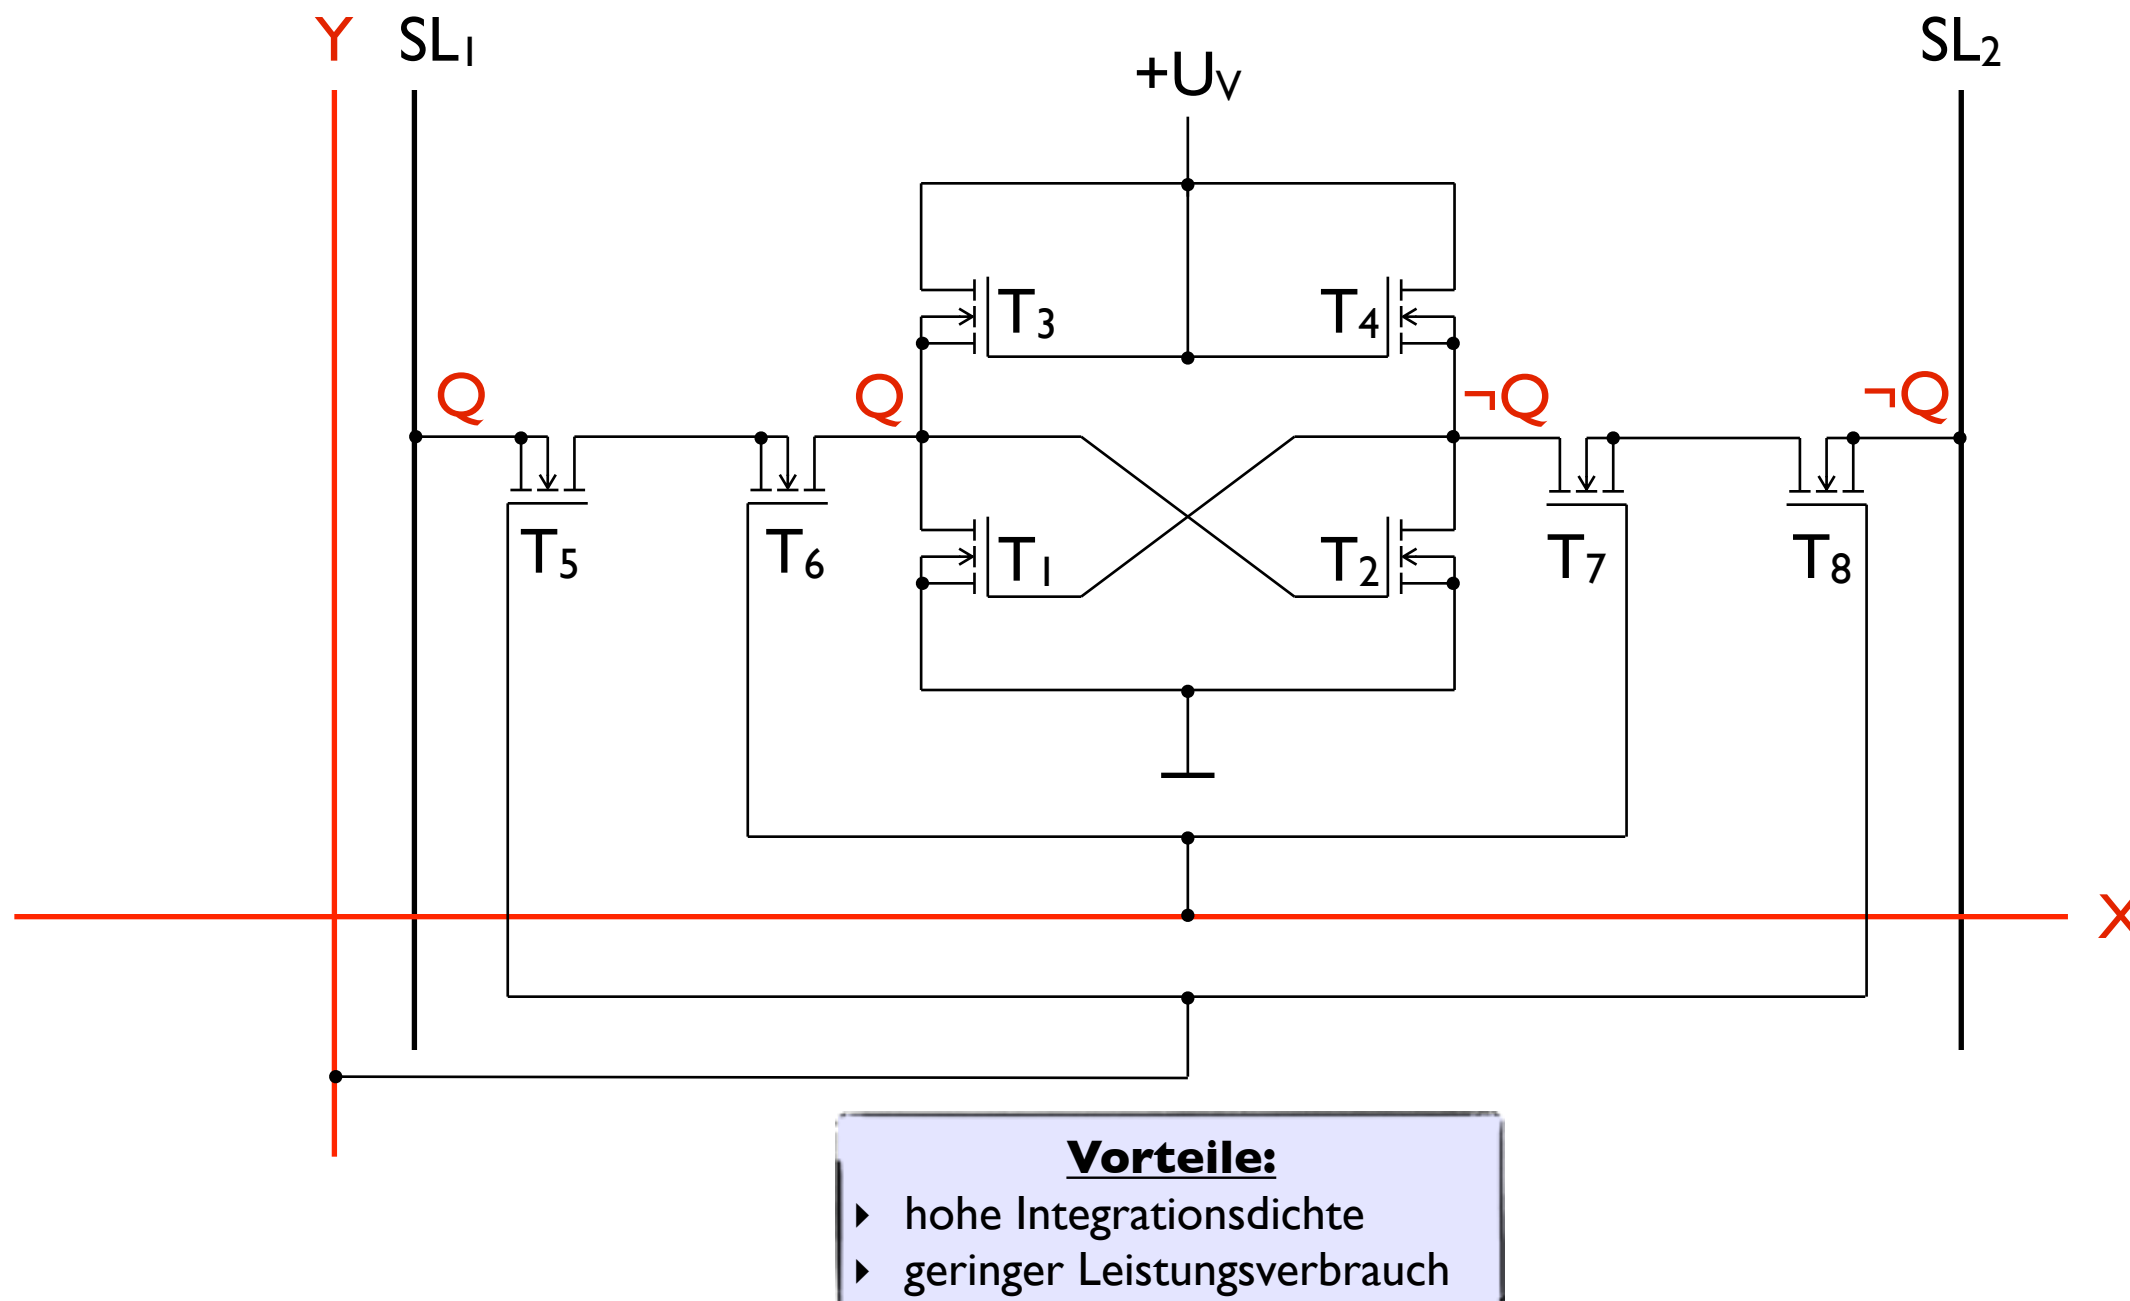 Y SL1 SL2
+UV
T3 T4
Q Q ¬Q ¬Q
T5 T6 T1 T2 T7 T8
X
Vorteile:
‣ hohe Integrationsdichte
‣ geringer Leistungsverbrauch